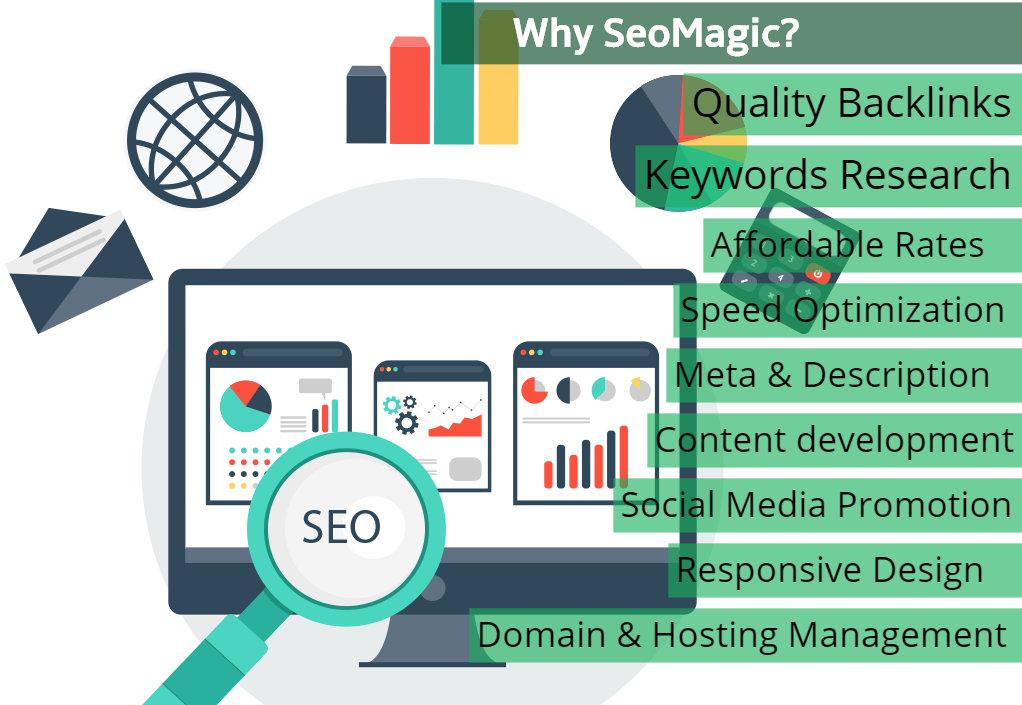 Why SeoMagic?
Quality Backlinks
Keywords Research
Affordable Rates
Speed Optimization
Meta & Description
Content development
Social Media Promotion
Responsive Design
Domain & Hosting Management
SEO